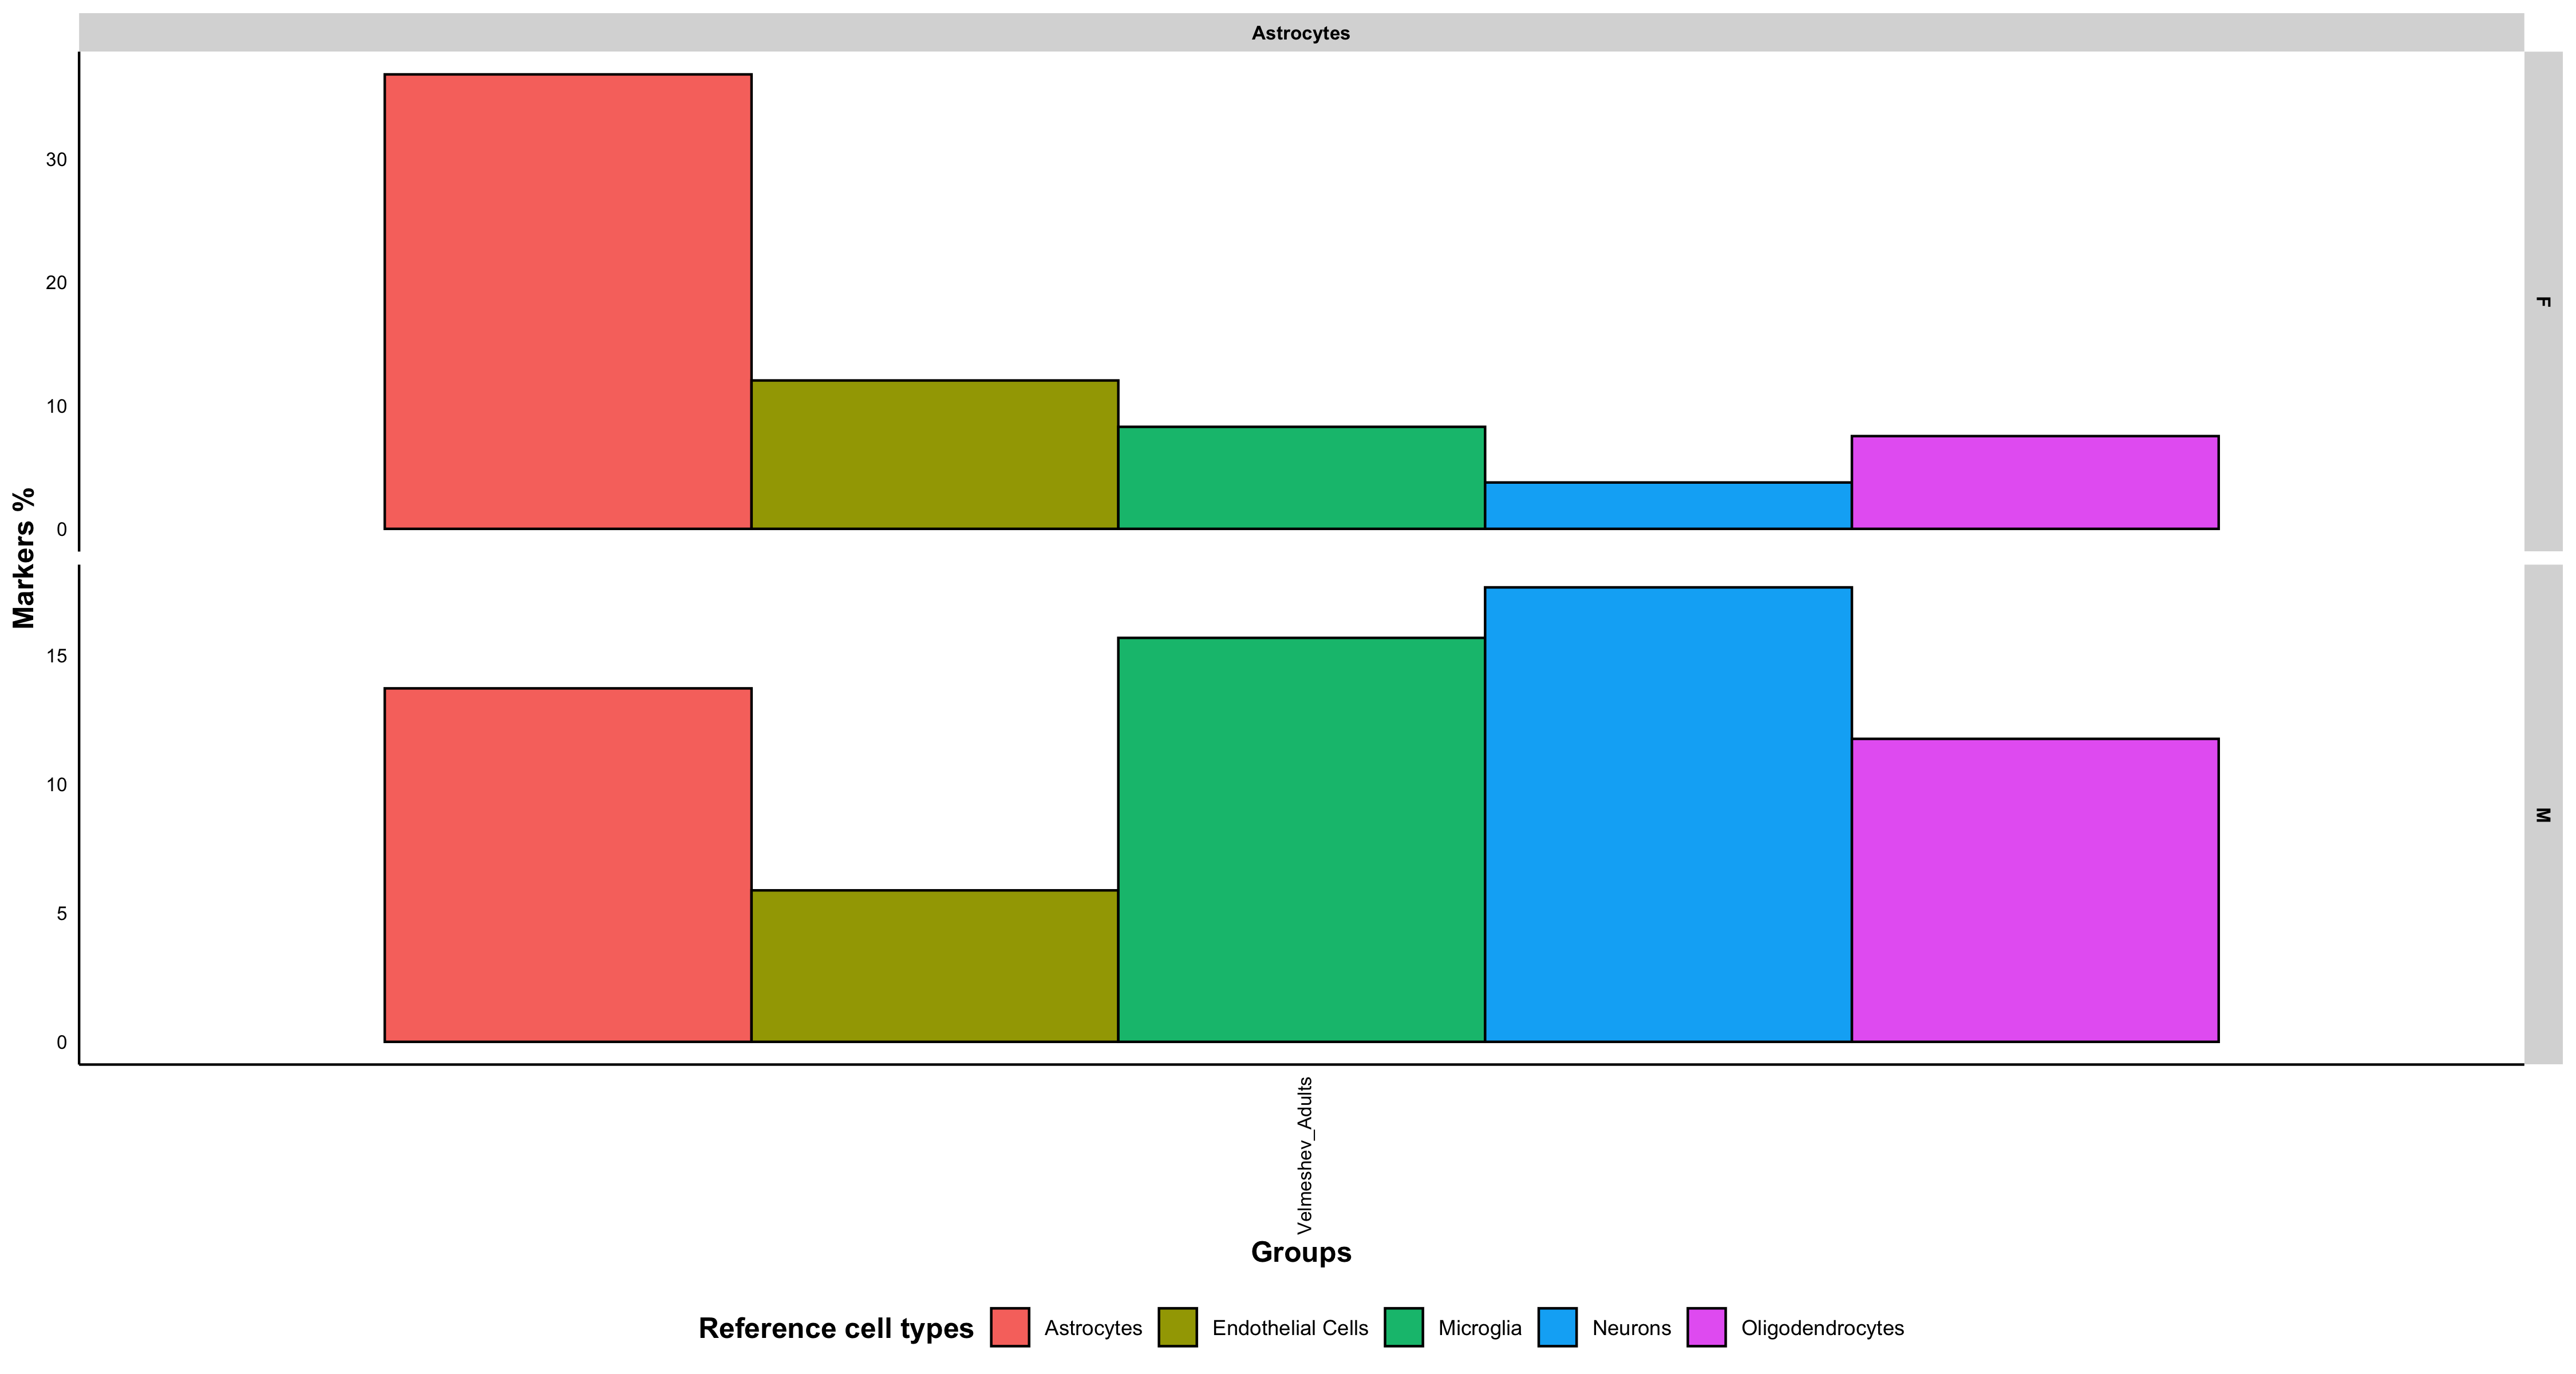 Astrocytes
F
30
20
10
0
Markers %
M
15
10
5
0
Velmeshev_Adults
Groups
Reference cell types Astrocytes Endothelial Cells Microglia Neurons Oligodendrocytes